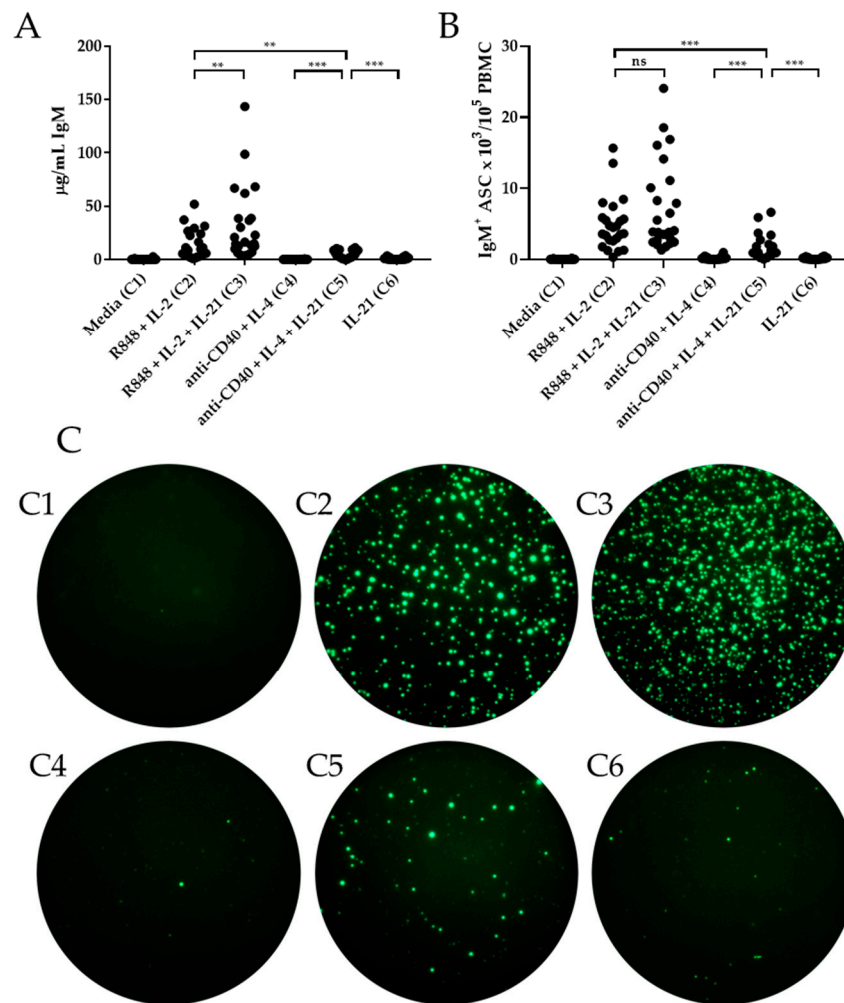 A
B
200
150
100
50
0
µg/mL IgM
**
**
***
***
Media (C1)
R848 + IL-2 (C2)
R848 + IL-2 + IL-21 (C3)
anti-CD40 + IL-4 (C4)
anti-CD40 + IL-4 + IL-21 (C5)
IL-21 (C6)
30
20
10
0
IgM⁺ ASC x 10³/10⁵ PBMC
***
ns
***
***
Media (C1)
R848 + IL-2 (C2)
R848 + IL-2 + IL-21 (C3)
anti-CD40 + IL-4 (C4)
anti-CD40 + IL-4 + IL-21 (C5)
IL-21 (C6)
C
C1
C2
C3
C4
C5
C6